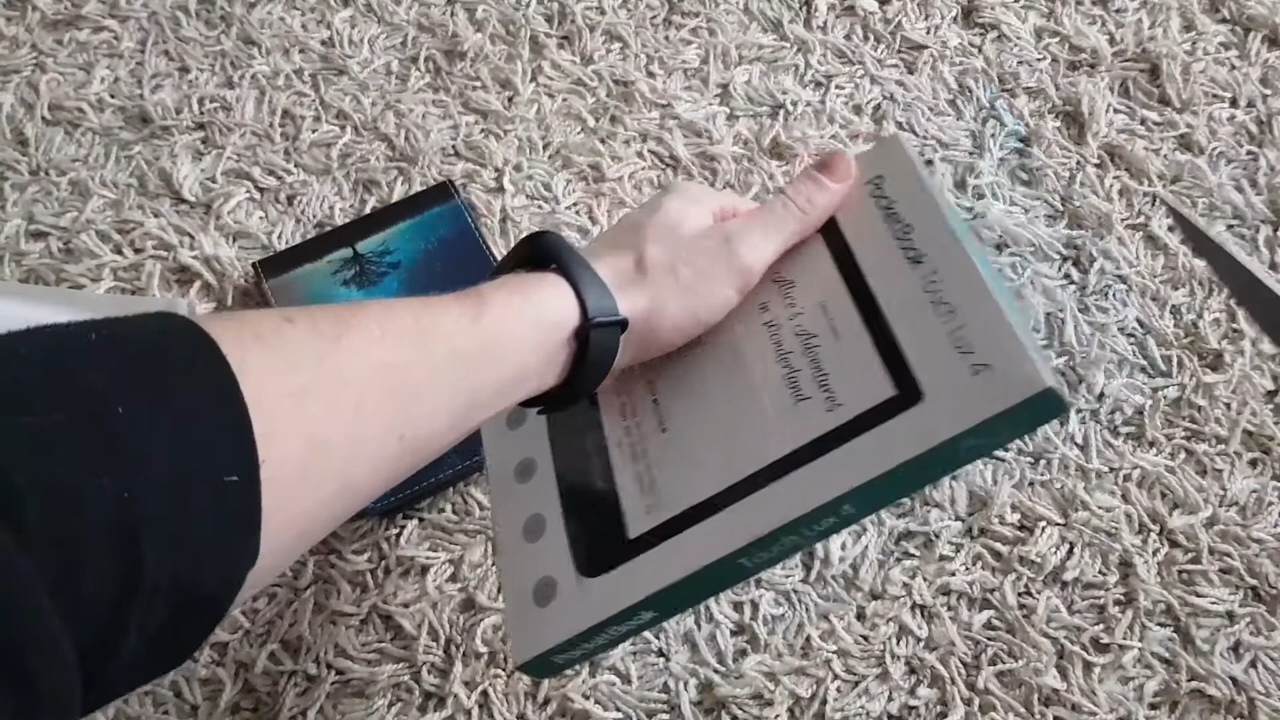 PocketBook Touch Lux 4
Alice's Adventures
in Wonderland
PocketBook
Touch Lux 4